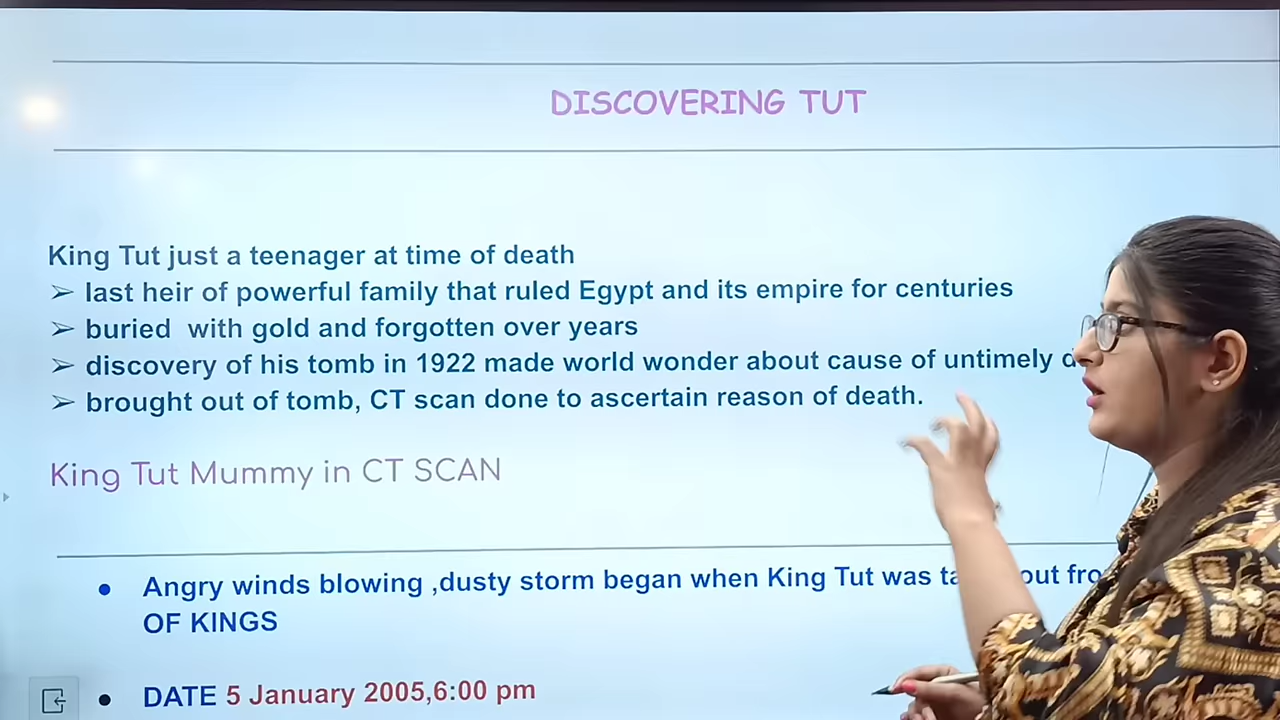 DISCOVERING TUT
King Tut just a teenager at time of death
➢ last heir of powerful family that ruled Egypt and its empire for centuries
➢ buried with gold and forgotten over years
➢ discovery of his tomb in 1922 made world wonder about cause of untimely
➢ brought out of tomb, CT scan done to ascertain reason of death.
King Tut Mummy in CT SCAN
• Angry winds blowing ,dusty storm began when King Tut was out
OF KINGS
• DATE 5 January 2005,6:00 pm